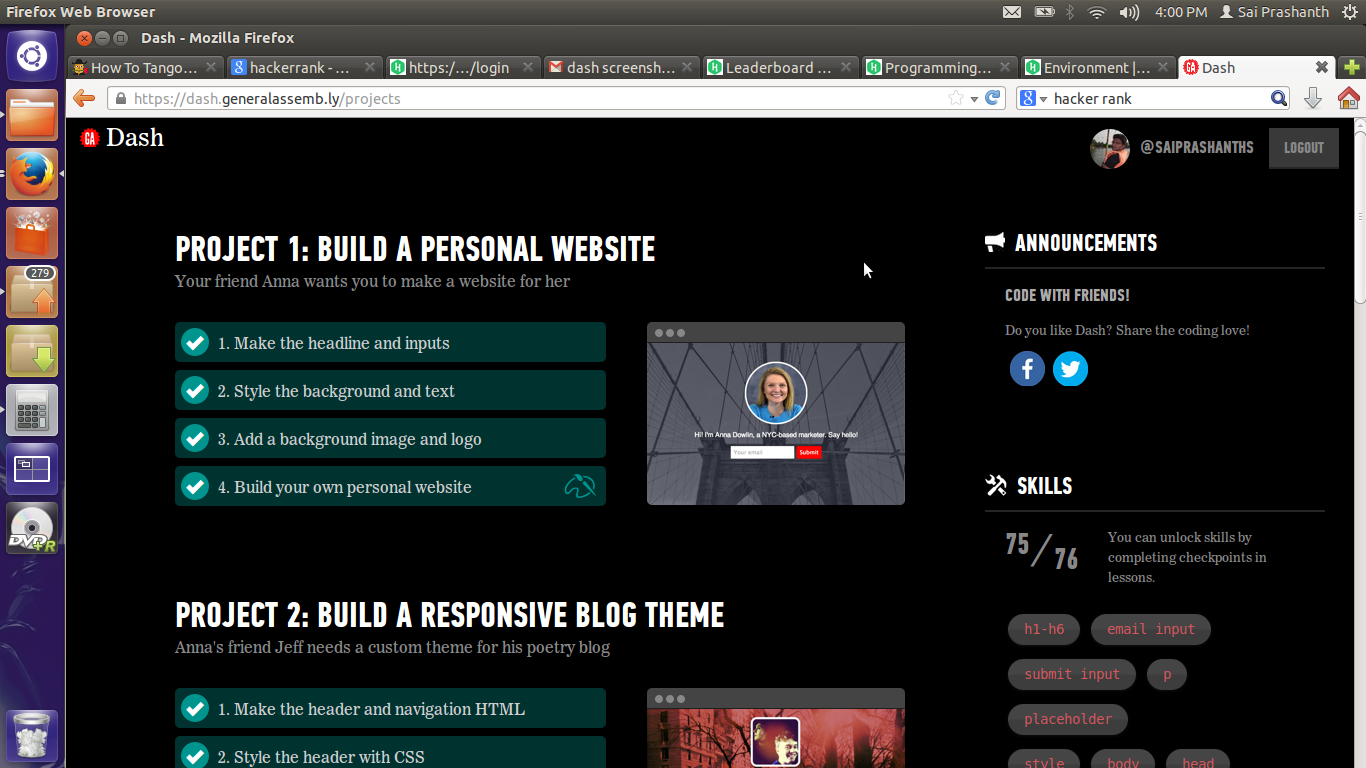 Firefox Web Browser
4:00 PM
Sai Prashanth
Dash - Mozilla Firefox
How To Tango...
hackerrank - ...
https:/.../login
dash screensh...
Leaderboard ...
Programming...
Environment |...
Dash
https://dash.generalassemb.ly/projects
hacker rank
GA
Dash
@SAIPRASHANTHS
LOGOUT
PROJECT 1: BUILD A PERSONAL WEBSITE
Your friend Anna wants you to make a website for her
1. Make the headline and inputs
2. Style the background and text
3. Add a background image and logo
4. Build your own personal website
Hi! I'm Anna Dowlin, a NYC-based marketer. Say hello!
Your email
Submit
PROJECT 2: BUILD A RESPONSIVE BLOG THEME
Anna's friend Jeff needs a custom theme for his poetry blog
1. Make the header and navigation HTML
2. Style the header with CSS
ANNOUNCEMENTS
CODE WITH FRIENDS!
Do you like Dash? Share the coding love!
SKILLS
75/76
You can unlock skills by
completing checkpoints in
lessons.
h1-h6
email input
submit input
p
placeholder
style
body
head
279
DVD+R